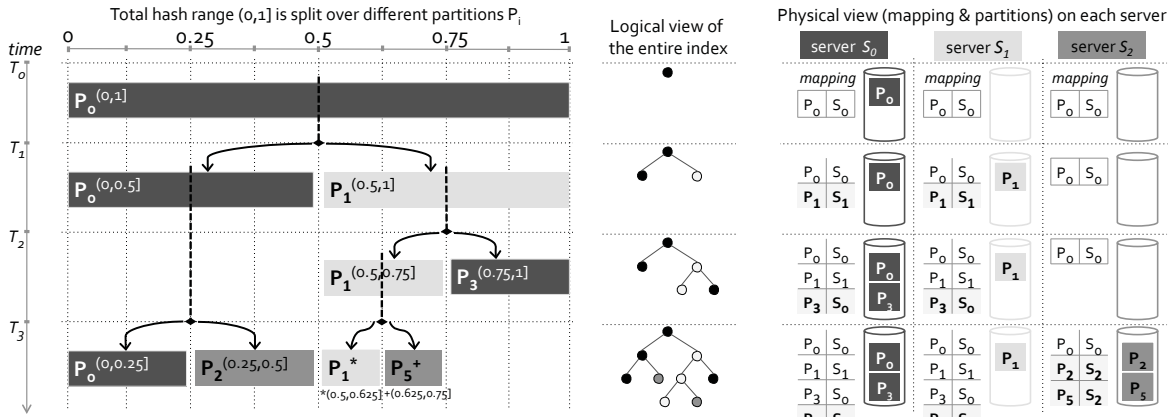 Total hash range (0,1] is split over different partitions Pi
time
0 0.25 0.5 0.75 1
T0
P0(0,1]
T1
P0(0,0.5]
P1(0.5,1]
T2
P1(0.5,0.75]
P3(0.75,1]
T3
P0(0,0.25]
P2(0.25,0.5]
P1*
P5+
*(0.5,0.625] +(0.625,0.75]
Logical view of
the entire index
Physical view (mapping & partitions) on each server
server S0
server S1
server S2
mapping
P0 S0
P0
mapping
P0 S0
mapping
P0 S0
P0 S0
P1 S1
P0
P0 S0
P1 S1
P1
P0 S0
P0 S0
P1 S1
P3 S0
P0
P3
P0 S0
P1 S1
P3 S0
P1
P0 S0
P0 S0
P1 S1
P3 S0
P0
P3
P0 S0
P1 S1
P3 S0
P1
P0 S0
P2 S2
P5 S2
P2
P5